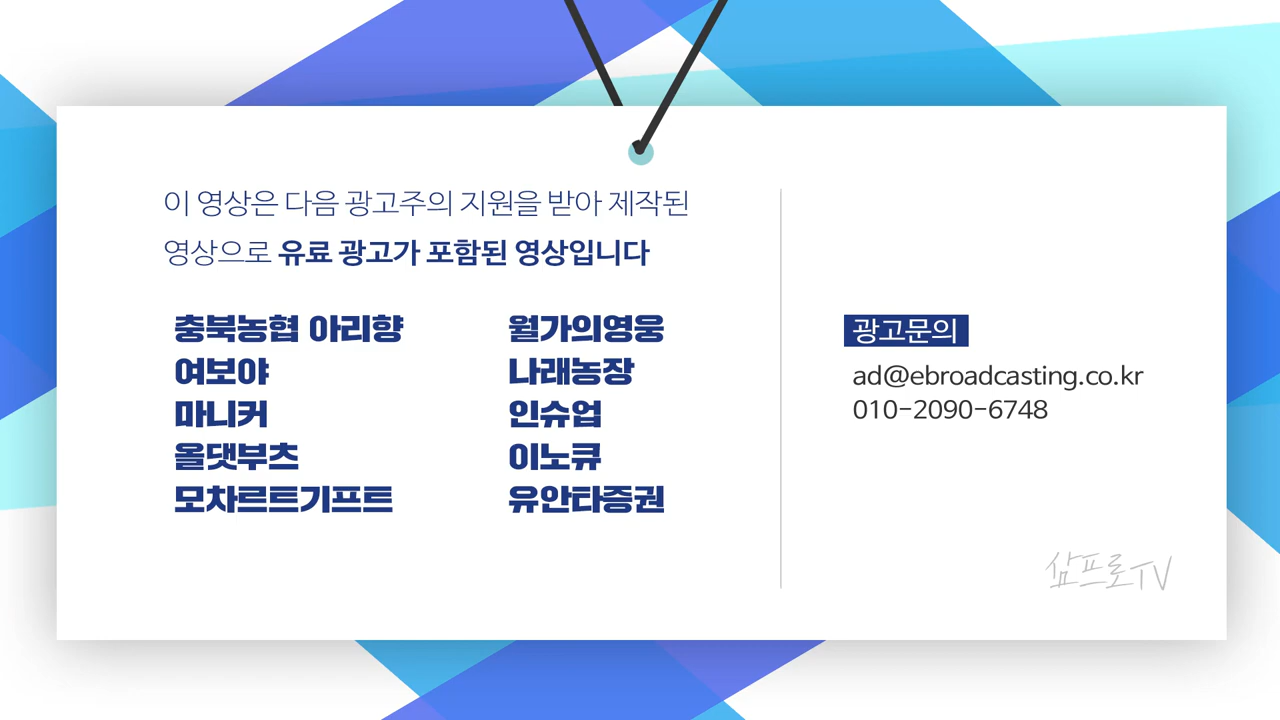 이 영상은 다음 광고주의 지원을 받아 제작된
영상으로 유료 광고가 포함된 영상입니다
충북농협 아리향
여보야
마니커
올댓부츠
모차르트기프트
월가의영웅
나래농장
인슈업
이노큐
유안타증권
광고문의
ad@ebroadcasting.co.kr
010-2090-6748
삼프로TV